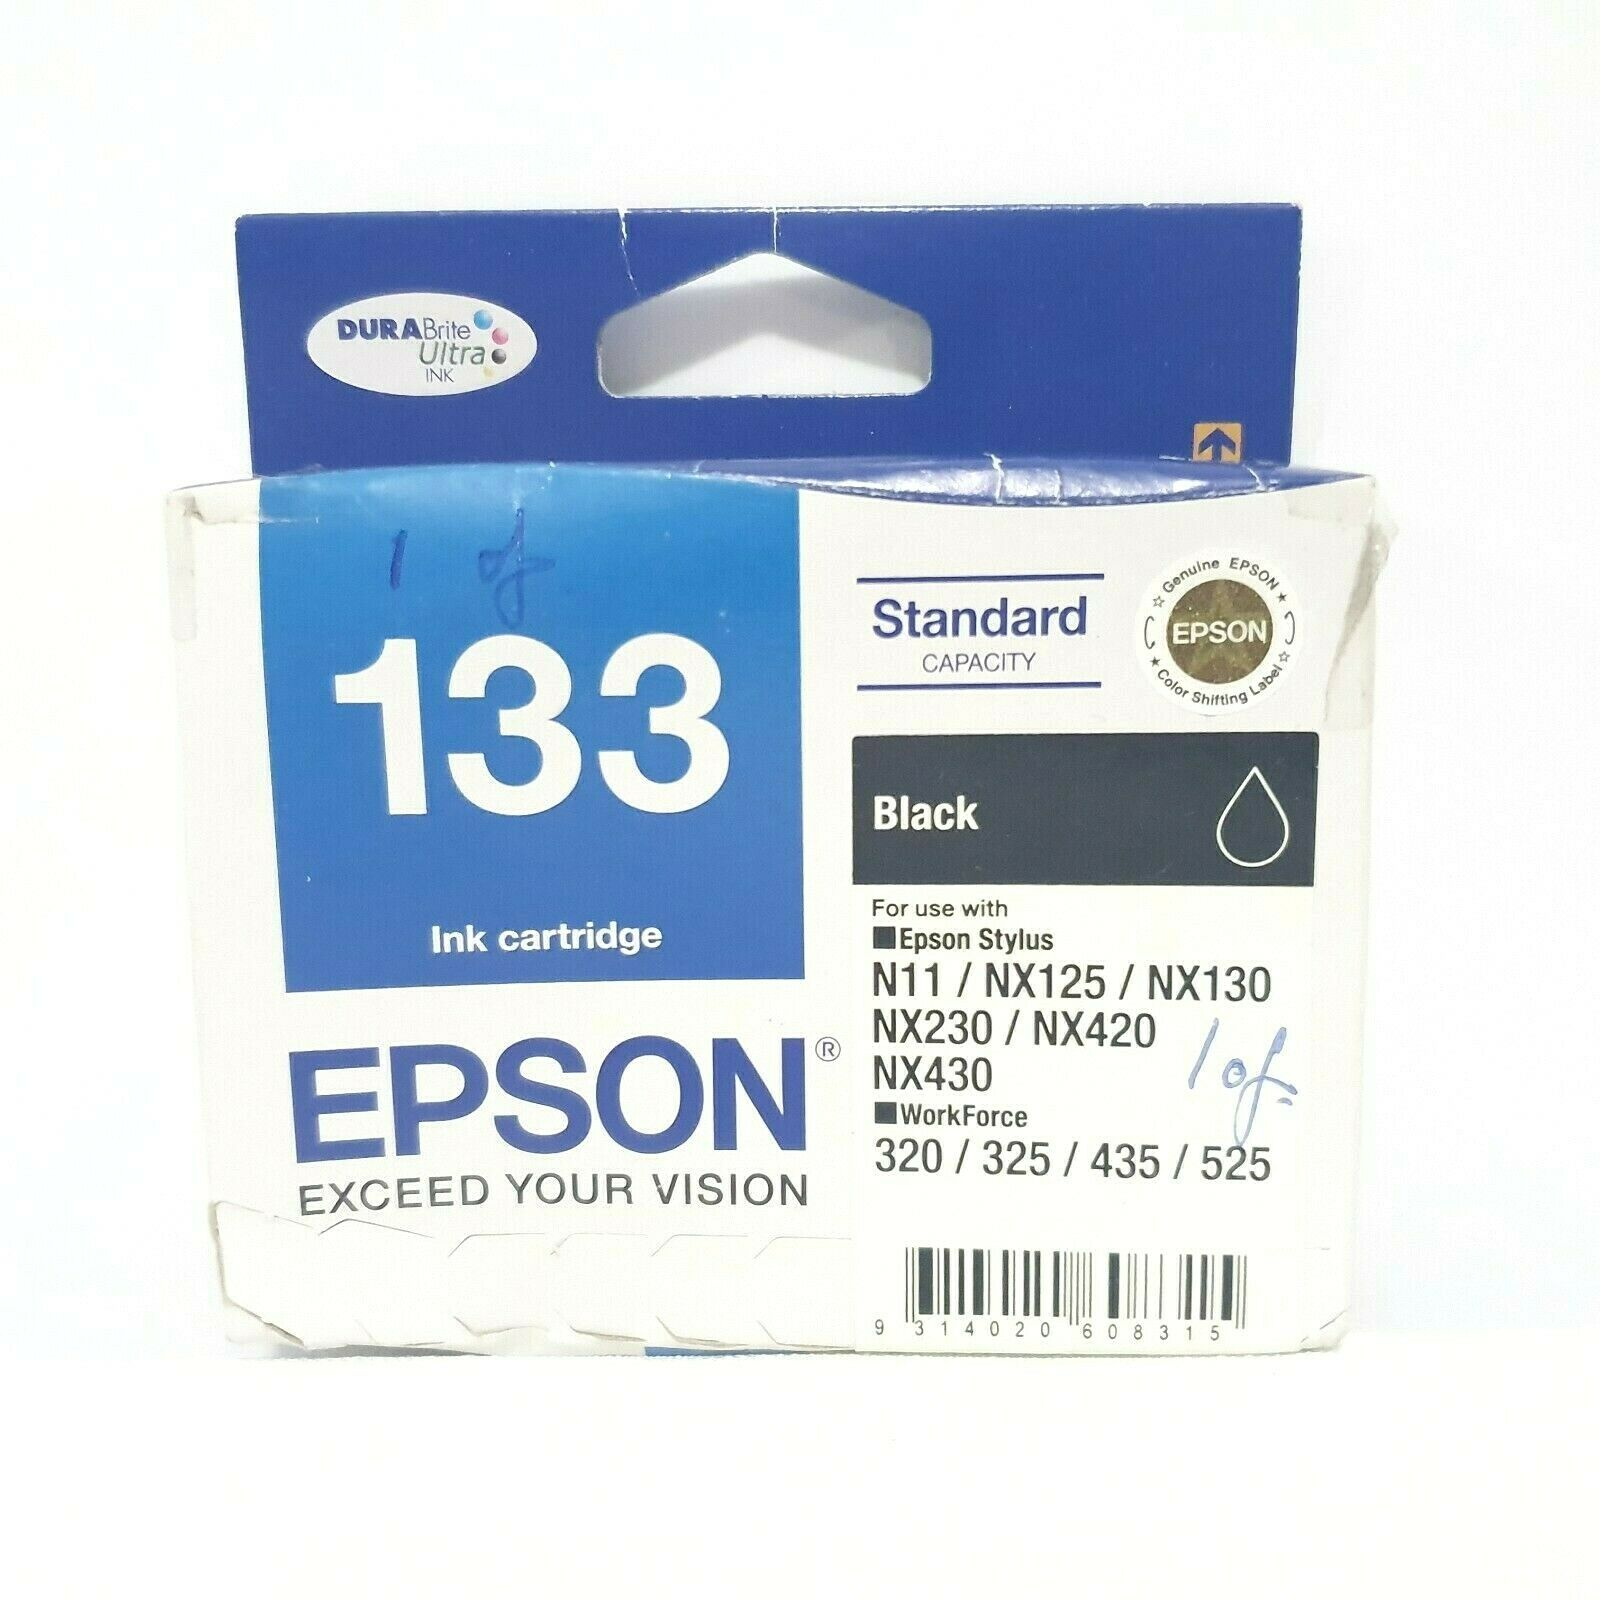 DURABrite
Ultra
INK
1 of
133
Ink cartridge
EPSON®
EXCEED YOUR VISION
Standard
CAPACITY
Genuine EPSON
EPSON
Color Shifting Label
Black
For use with
Epson Stylus
N11 / NX125 / NX130
NX230 / NX420
NX430
1 of
WorkForce
320 / 325 / 435 / 525
9 314020 608315